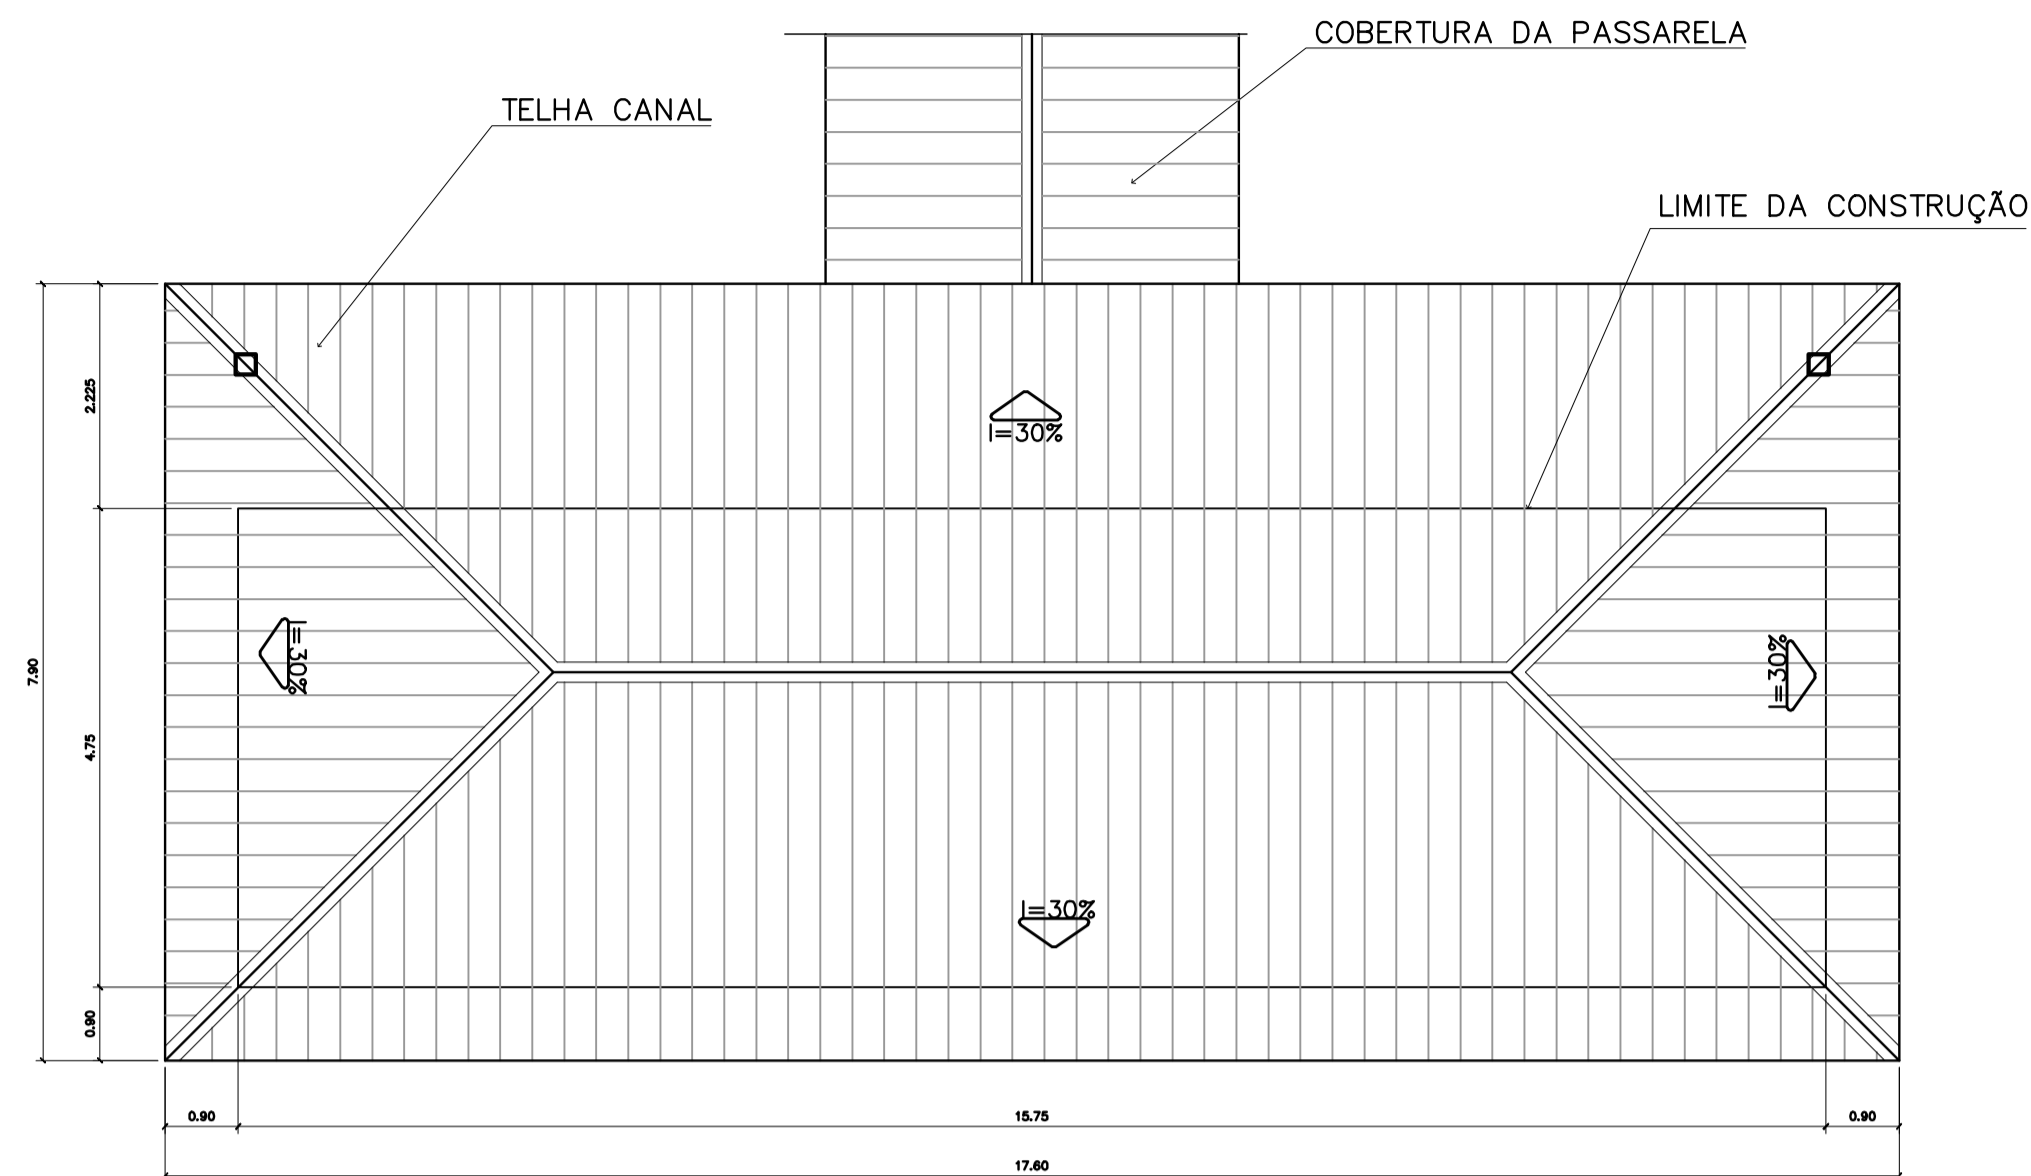 COBERTURA DA PASSARELA
TELHA CANAL
LIMITE DA CONSTRUÇÃO
2.225
I=30%
7.90
I=30%
I=30%
4.75
I=30%
0.90
0.90
15.75
0.90
17.60